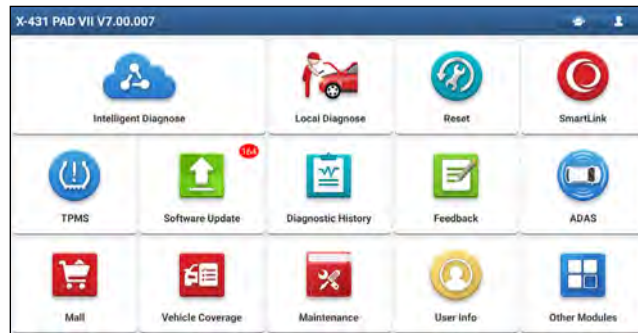 X-431 PAD VII V7.00.007
Intelligent Diagnose
Local Diagnose
Reset
SmartLink
164
TPMS
Software Update
Diagnostic History
Feedback
ADAS
Mall
Vehicle Coverage
Maintenance
User Info
Other Modules